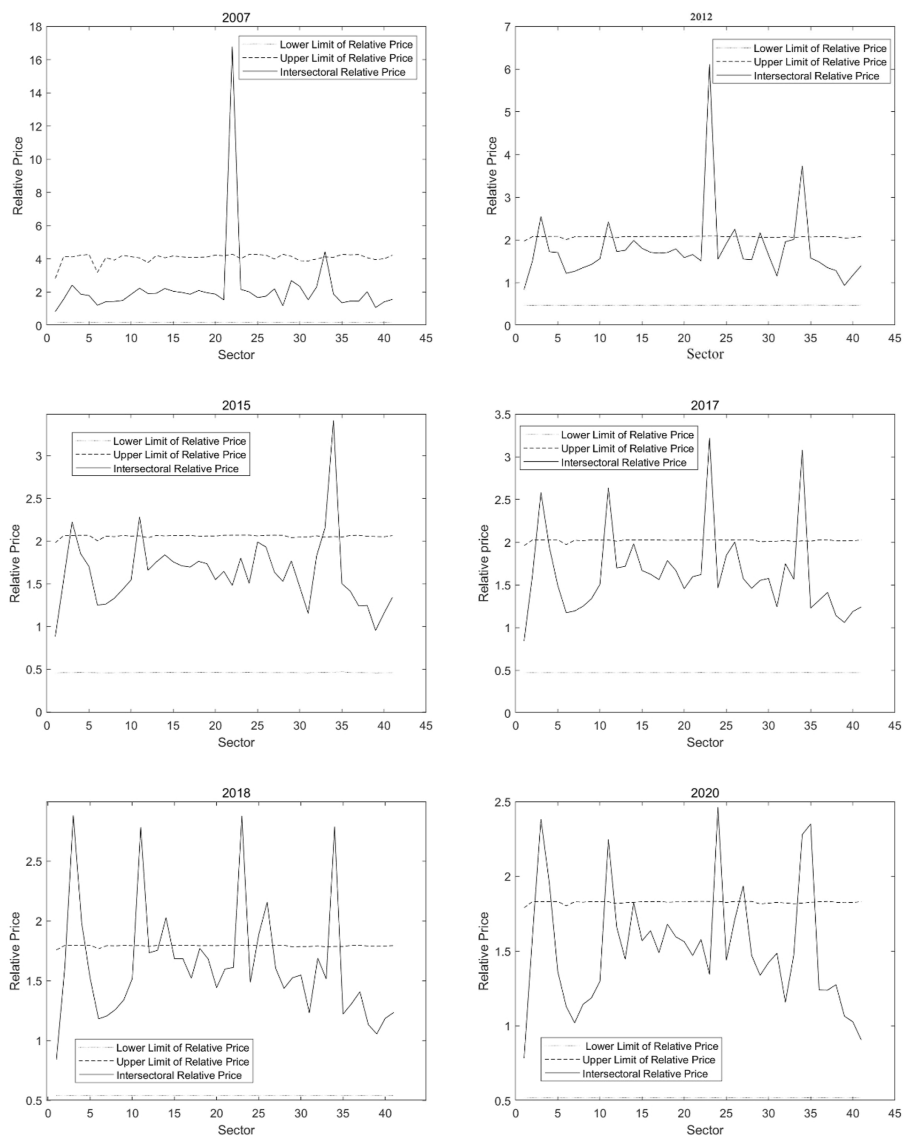 2007
18
16
14
12
10
8
6
4
2
0
Relative Price
Lower Limit of Relative Price
Upper Limit of Relative Price
Intersectoral Relative Price
0 5 10 15 20 25 30 35 40 45
Sector
2012
7
6
5
4
3
2
1
0
Relative Price
Lower Limit of Relative Price
Upper Limit of Relative Price
Intersectoral Relative Price
0 5 10 15 20 25 30 35 40 45
Sector
2015
3
2.5
2
1.5
1
0.5
0
Relative Price
Lower Limit of Relative Price
Upper Limit of Relative Price
Intersectoral Relative Price
0 5 10 15 20 25 30 35 40 45
Sector
2017
3.5
3
2.5
2
1.5
1
0.5
0
Relative price
Lower Limit of Relative Price
Upper Limit of Relative Price
Intersectoral Relative Price
0 5 10 15 20 25 30 35 40 45
Sector
2018
2.5
2
1.5
1
0.5
Relative Price
Lower Limit of Relative Price
Upper Limit of Relative Price
Intersectoral Relative Price
0 5 10 15 20 25 30 35 40
Sector
2020
2.5
2
1.5
1
0.5
Relative Price
Lower Limit of Relative Price
Upper Limit of Relative Price
Intersectoral Relative Price
0 5 10 15 20 25 30 35 40 45
Sector